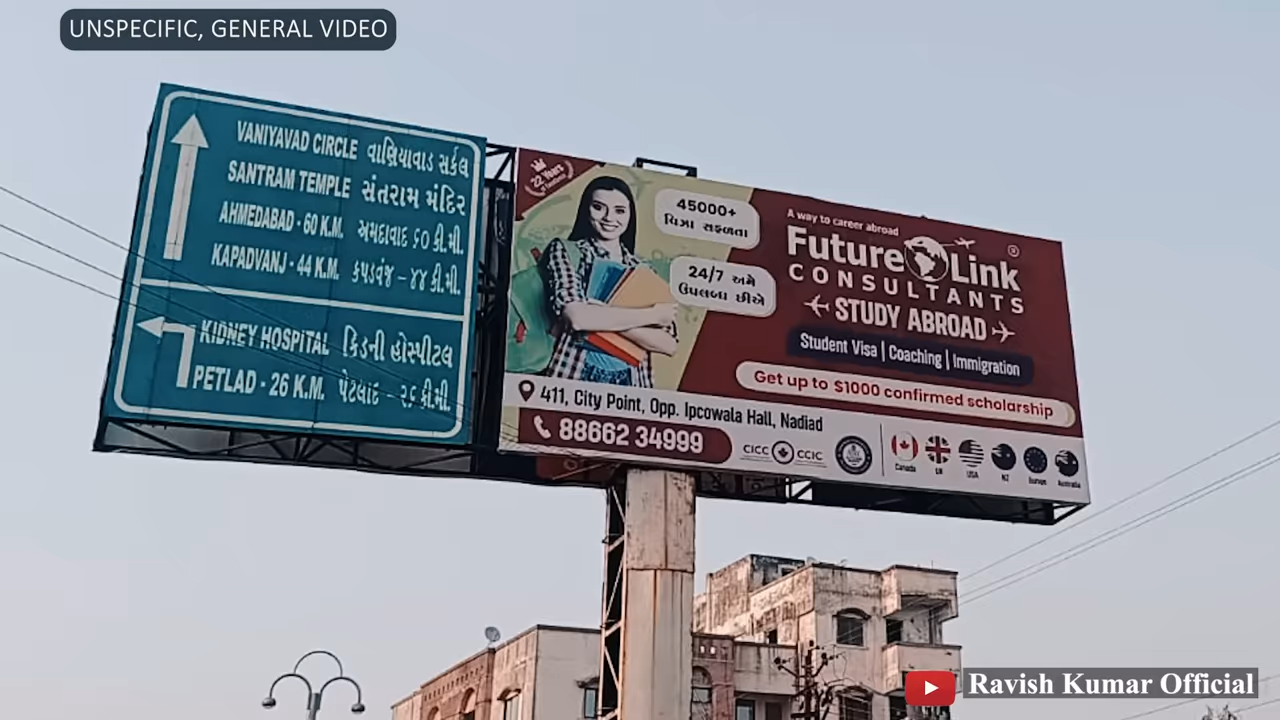 UNSPECIFIC, GENERAL VIDEO
VANIYAVAD CIRCLE વાણિયાવાડ સર્કલ
SANTRAM TEMPLE સંતરામ મંદિર
AHMEDABAD - 60 K.M. અમદાવાદ ૬૦ કી.મી.
KAPADVANJ - 44 K.M. કપડવંજ - ૪૪ કી.મી.
KIDNEY HOSPITAL કિડની હોસ્પીટલ
PETLAD - 26 K.M. પેટલાદ - ૨૬ કી.મી.
22 Years
45000+
વિઝા સફળતા
24/7 અમે
ઉપલબ્ધ છીએ
A way to career abroad
Future Link
CONSULTANTS
STUDY ABROAD
Student Visa | Coaching | Immigration
Get up to $1000 confirmed scholarship
411, City Point, Opp. Ipcowala Hall, Nadiad
88662 34999
CICC CCIC
Canada UK USA NZ Europe Australia
Ravish Kumar Official